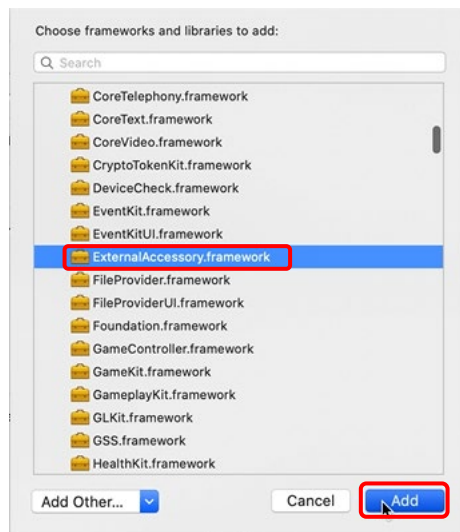 Choose frameworks and libraries to add:
Search
CoreTelephony.framework
CoreText.framework
CoreVideo.framework
CryptoTokenKit.framework
DeviceCheck.framework
EventKit.framework
EventKitUI.framework
ExternalAccessory.framework
FileProvider.framework
FileProviderUI.framework
Foundation.framework
GameController.framework
GameKit.framework
GameplayKit.framework
GLKit.framework
GSS.framework
HealthKit.framework
Add Other... Cancel Add